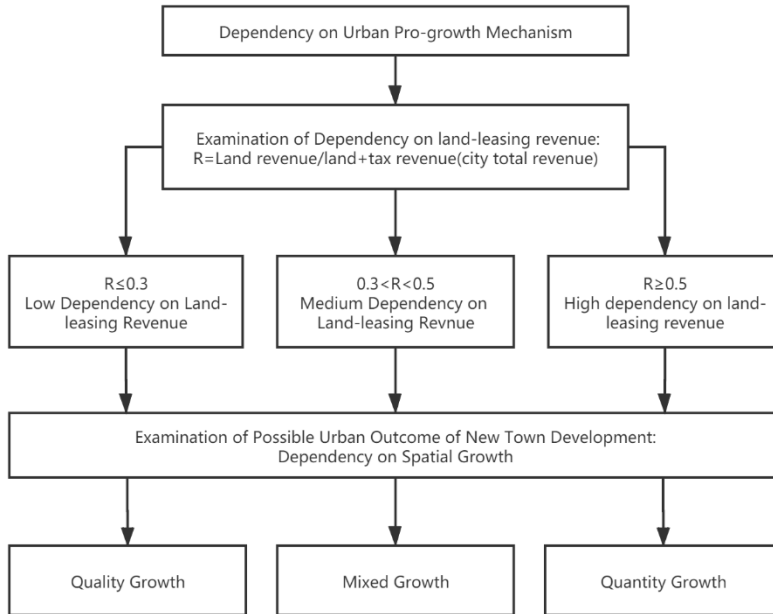 Dependency on Urban Pro-growth Mechanism
Examination of Dependency on land-leasing revenue:
R=Land revenue/land+tax revenue(city total revenue)
R≤0.3
Low Dependency on Land-
leasing Revenue
0.3<R<0.5
Medium Dependency on
Land-leasing Revnue
R≥0.5
High dependency on land-
leasing revenue
Examination of Possible Urban Outcome of New Town Development:
Dependency on Spatial Growth
Quality Growth
Mixed Growth
Quantity Growth